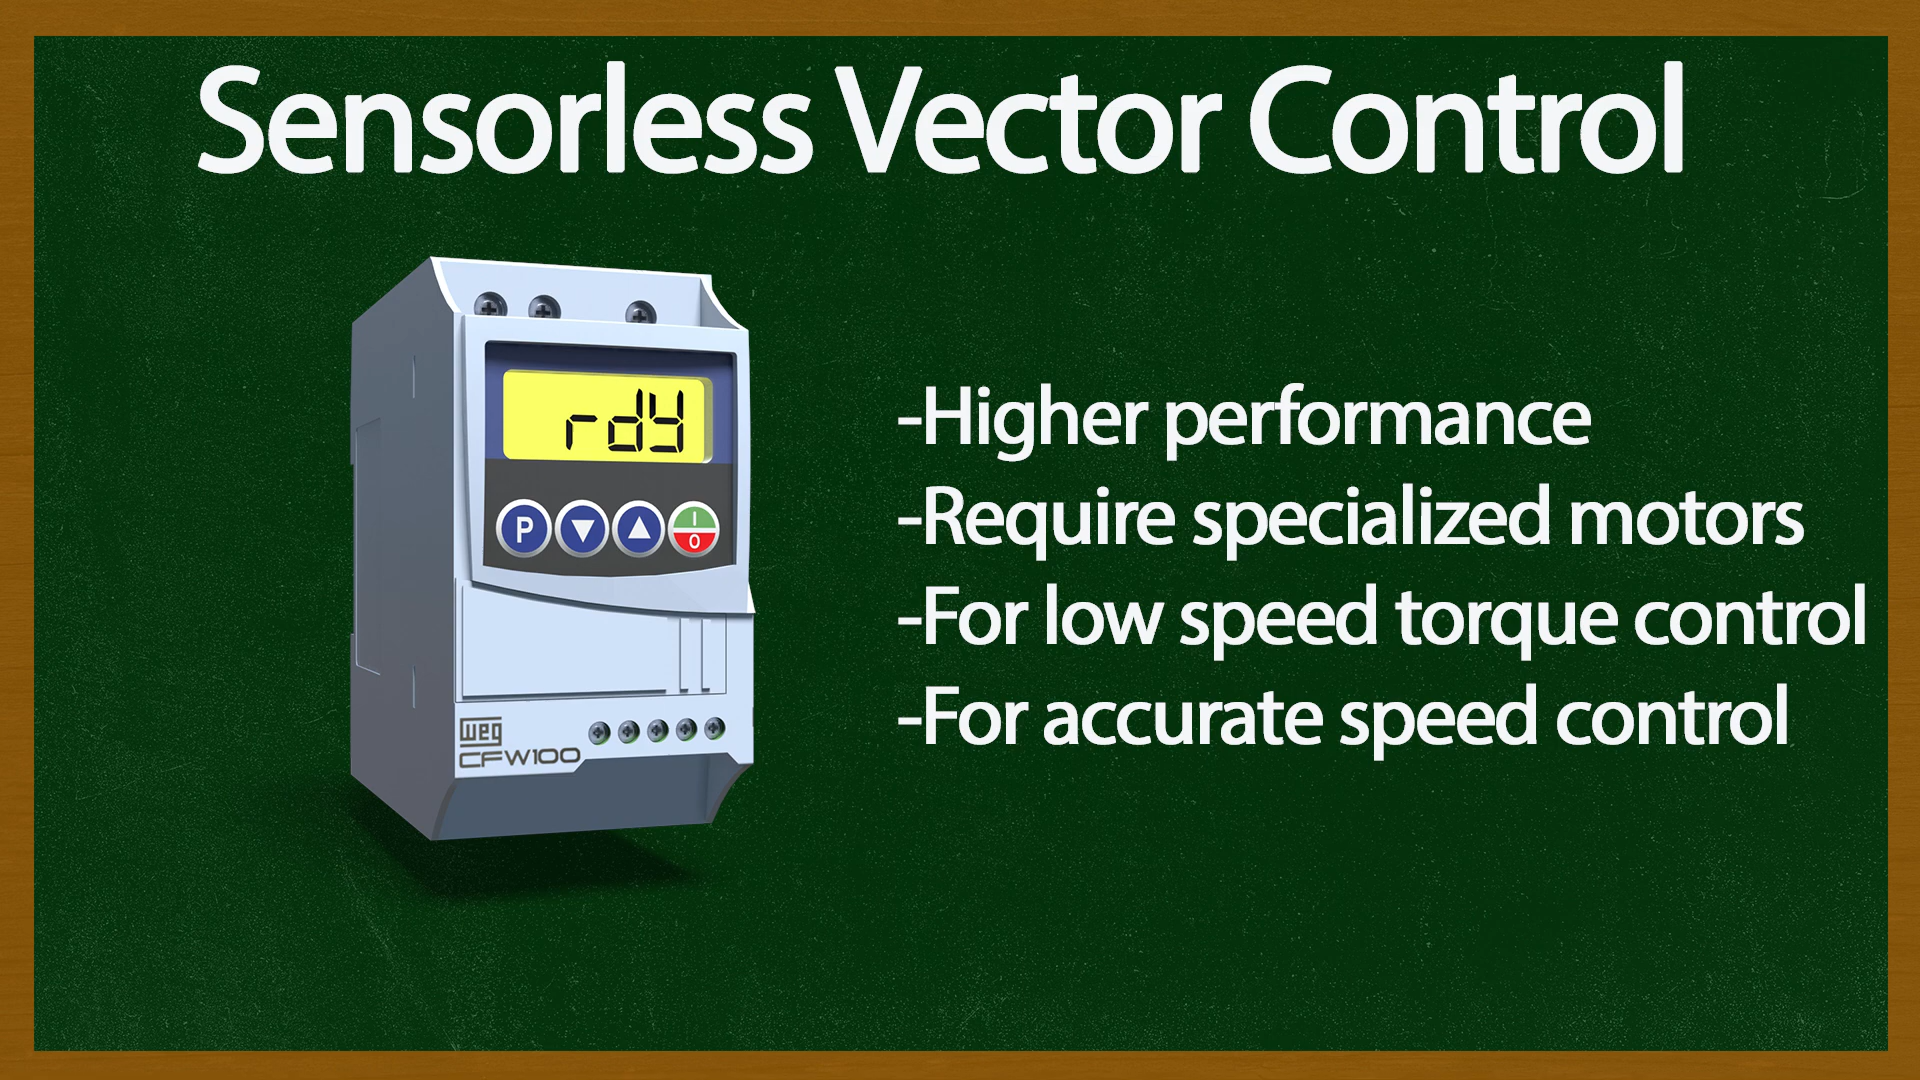 Sensorless Vector Control
rdy
P
I
O
weg
CFW100
-Higher performance
-Require specialized motors
-For low speed torque control
-For accurate speed control